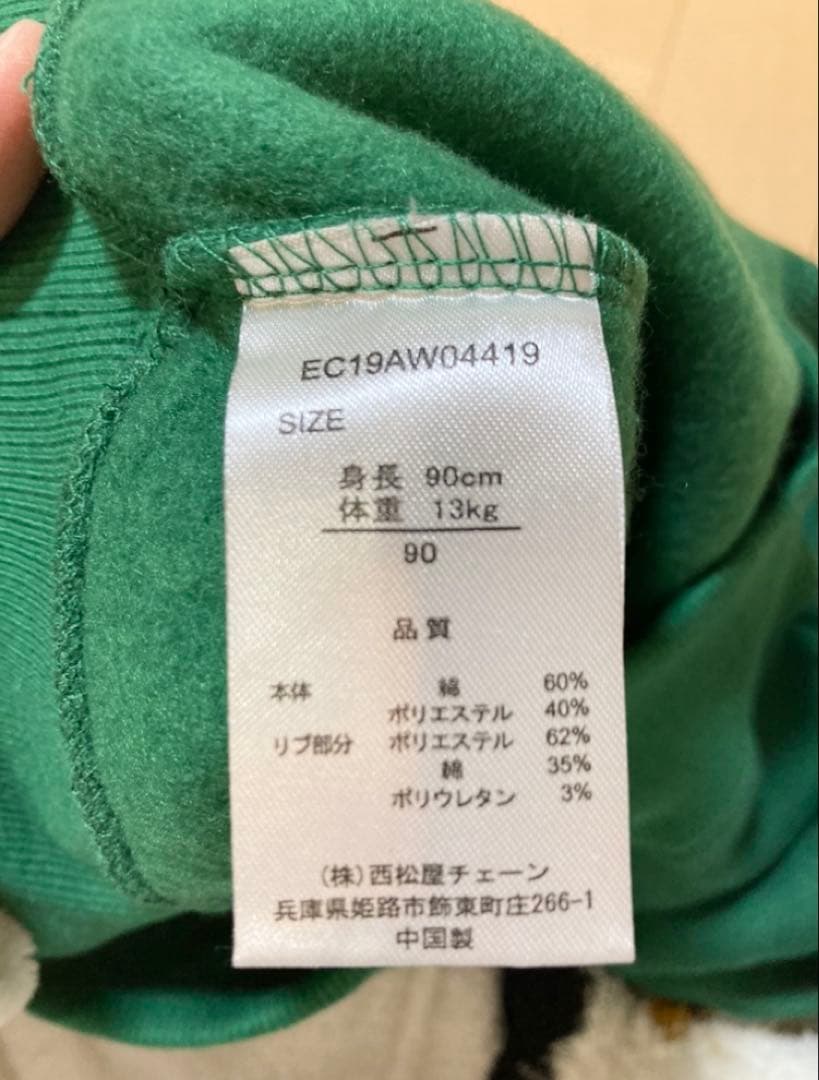 EC19AW04419
SIZE
身長 90cm
体重 13kg
90
品質
本体 綿 60%
ポリエステル 40%
リブ部分 ポリエステル 62%
綿 35%
ポリウレタン 3%
(株)西松屋チェーン
兵庫県姫路市飾東町庄266-1
中国製